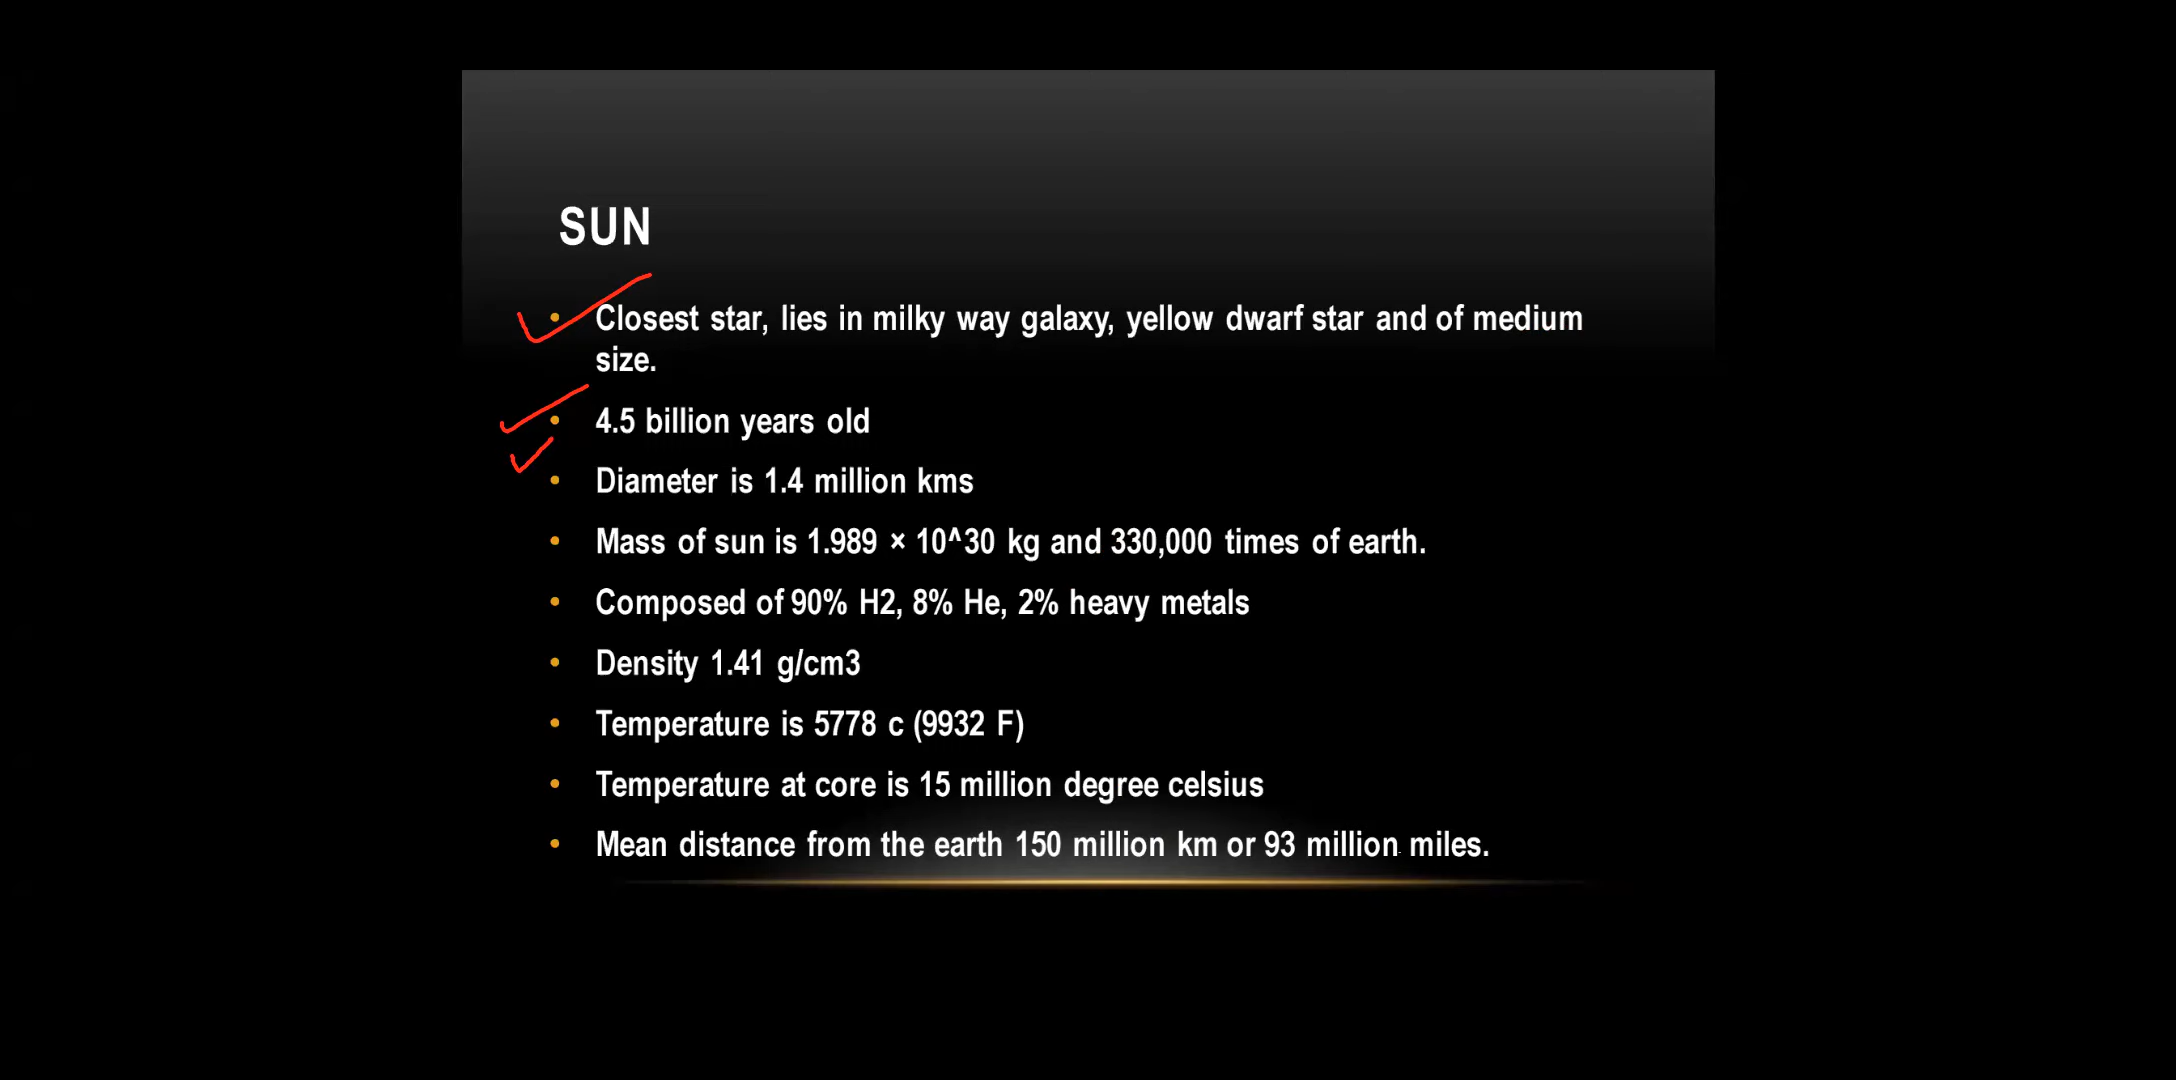 SUN
• Closest star, lies in milky way galaxy, yellow dwarf star and of medium
size.
• 4.5 billion years old
• Diameter is 1.4 million kms
• Mass of sun is 1.989 × 10^30 kg and 330,000 times of earth.
• Composed of 90% H2, 8% He, 2% heavy metals
• Density 1.41 g/cm3
• Temperature is 5778 c (9932 F)
• Temperature at core is 15 million degree celsius
• Mean distance from the earth 150 million km or 93 million miles.